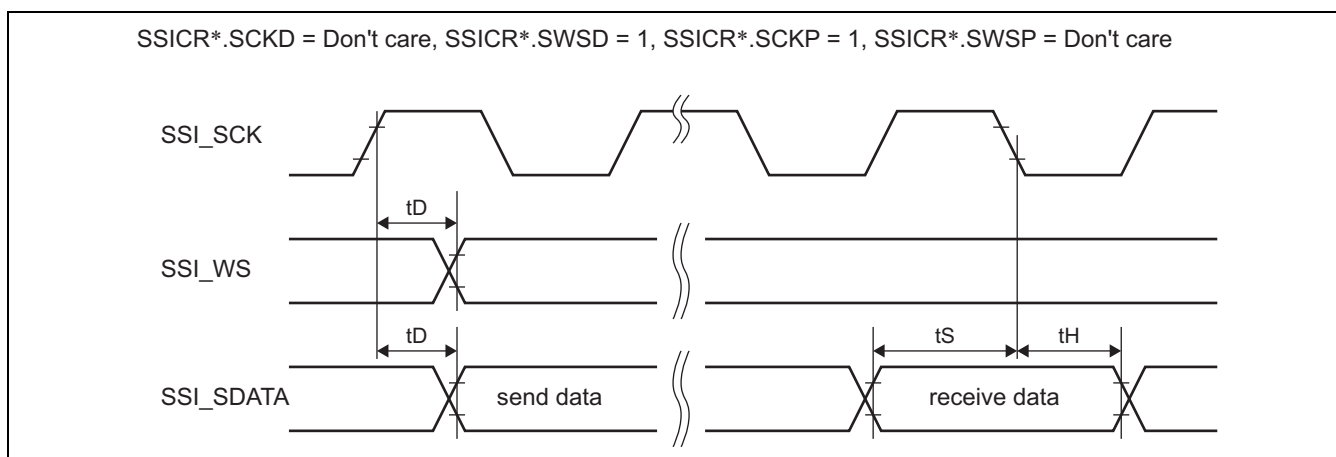 SSICR*.SCKD = Don't care, SSICR*.SWSD = 1, SSICR*.SCKP = 1, SSICR*.SWSP = Don't care
SSI_SCK
tD
SSI_WS
tD
tS
tH
SSI_SDATA
send data
receive data